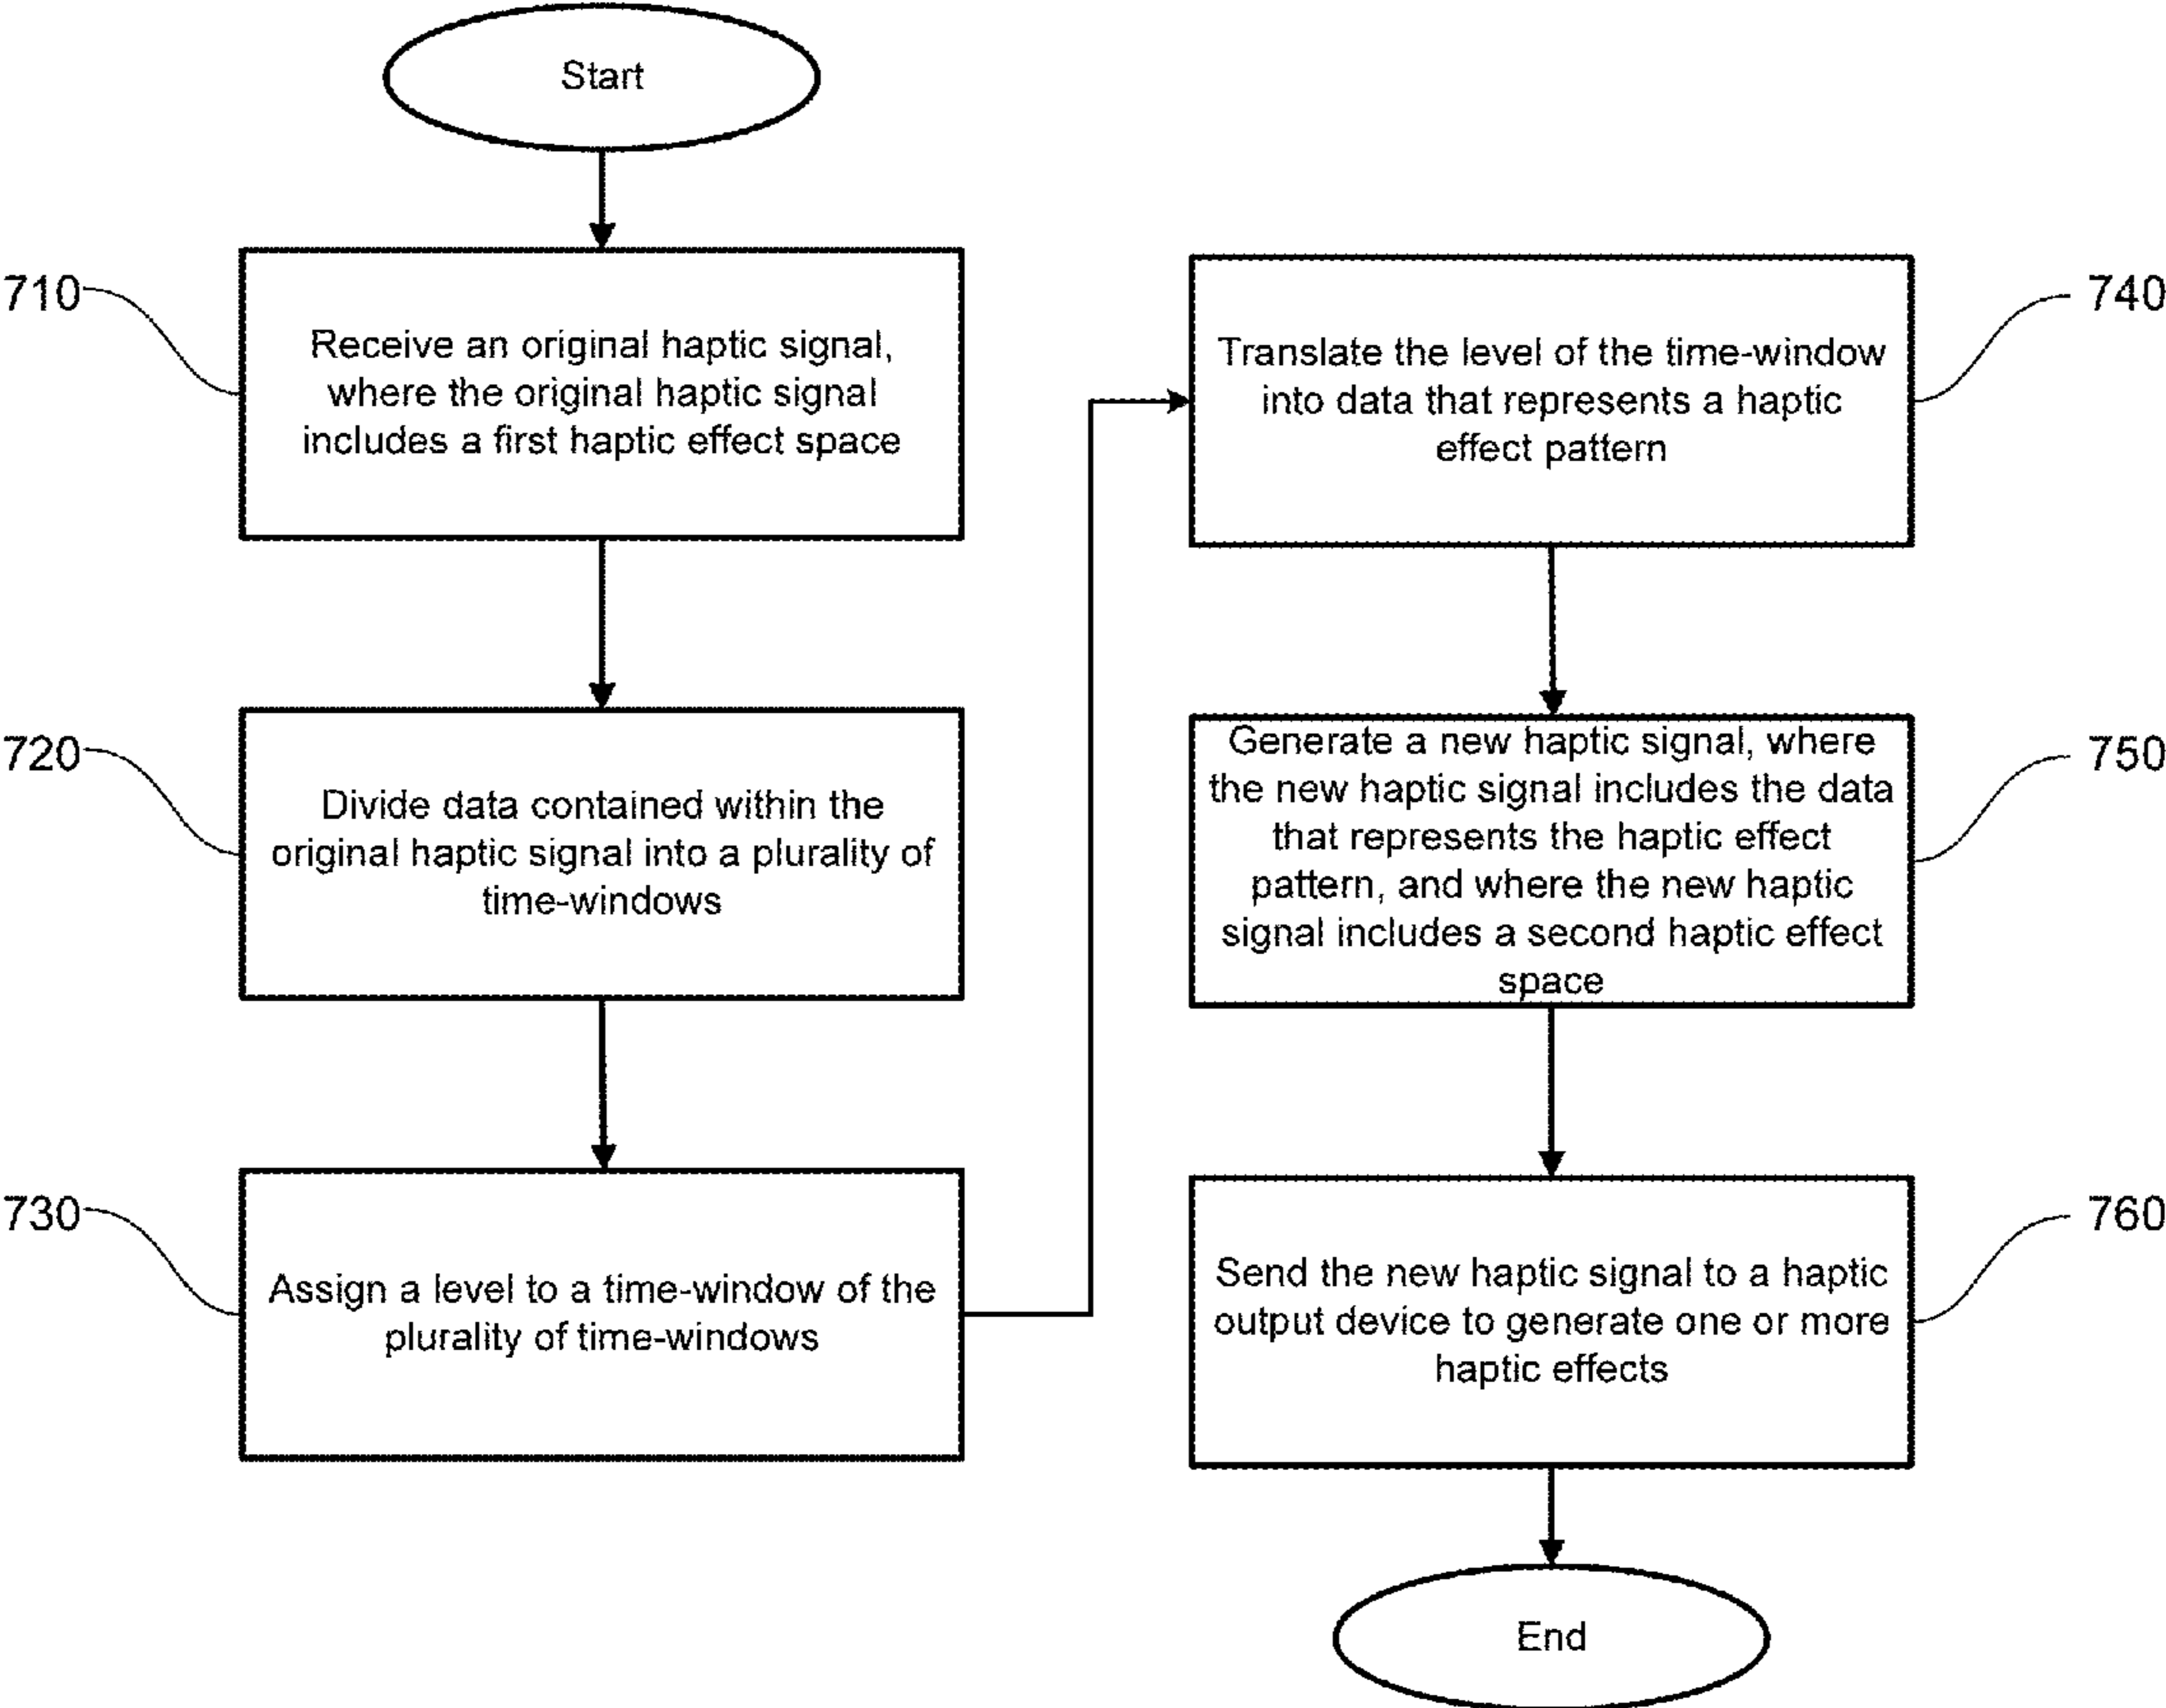 Start
710
Receive an original haptic signal,
where the original haptic signal
includes a first haptic effect space
720
Divide data contained within the
original haptic signal into a plurality of
time-windows
730
Assign a level to a time-window of the
plurality of time-windows
740
Translate the level of the time-window
into data that represents a haptic
effect pattern
750
Generate a new haptic signal, where
the new haptic signal includes the data
that represents the haptic effect
pattern, and where the new haptic
signal includes a second haptic effect
space
760
Send the new haptic signal to a haptic
output device to generate one or more
haptic effects
End